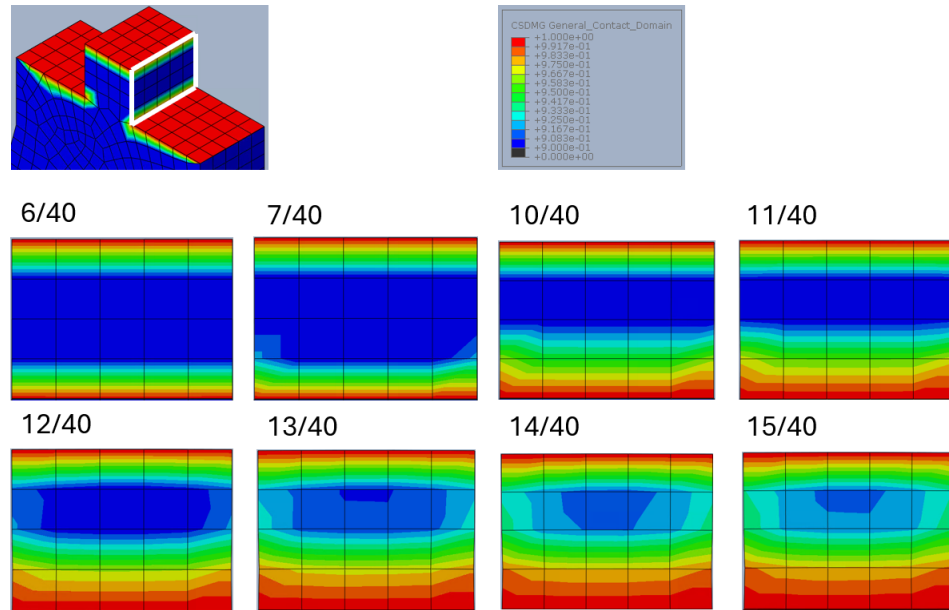 CSDMG General_Contact_Domain
+1.000e+00
+9.917e-01
+9.833e-01
+9.750e-01
+9.667e-01
+9.583e-01
+9.500e-01
+9.417e-01
+9.333e-01
+9.250e-01
+9.167e-01
+9.083e-01
+9.000e-01
+0.000e+00
6/40
7/40
10/40
11/40
12/40
13/40
14/40
15/40